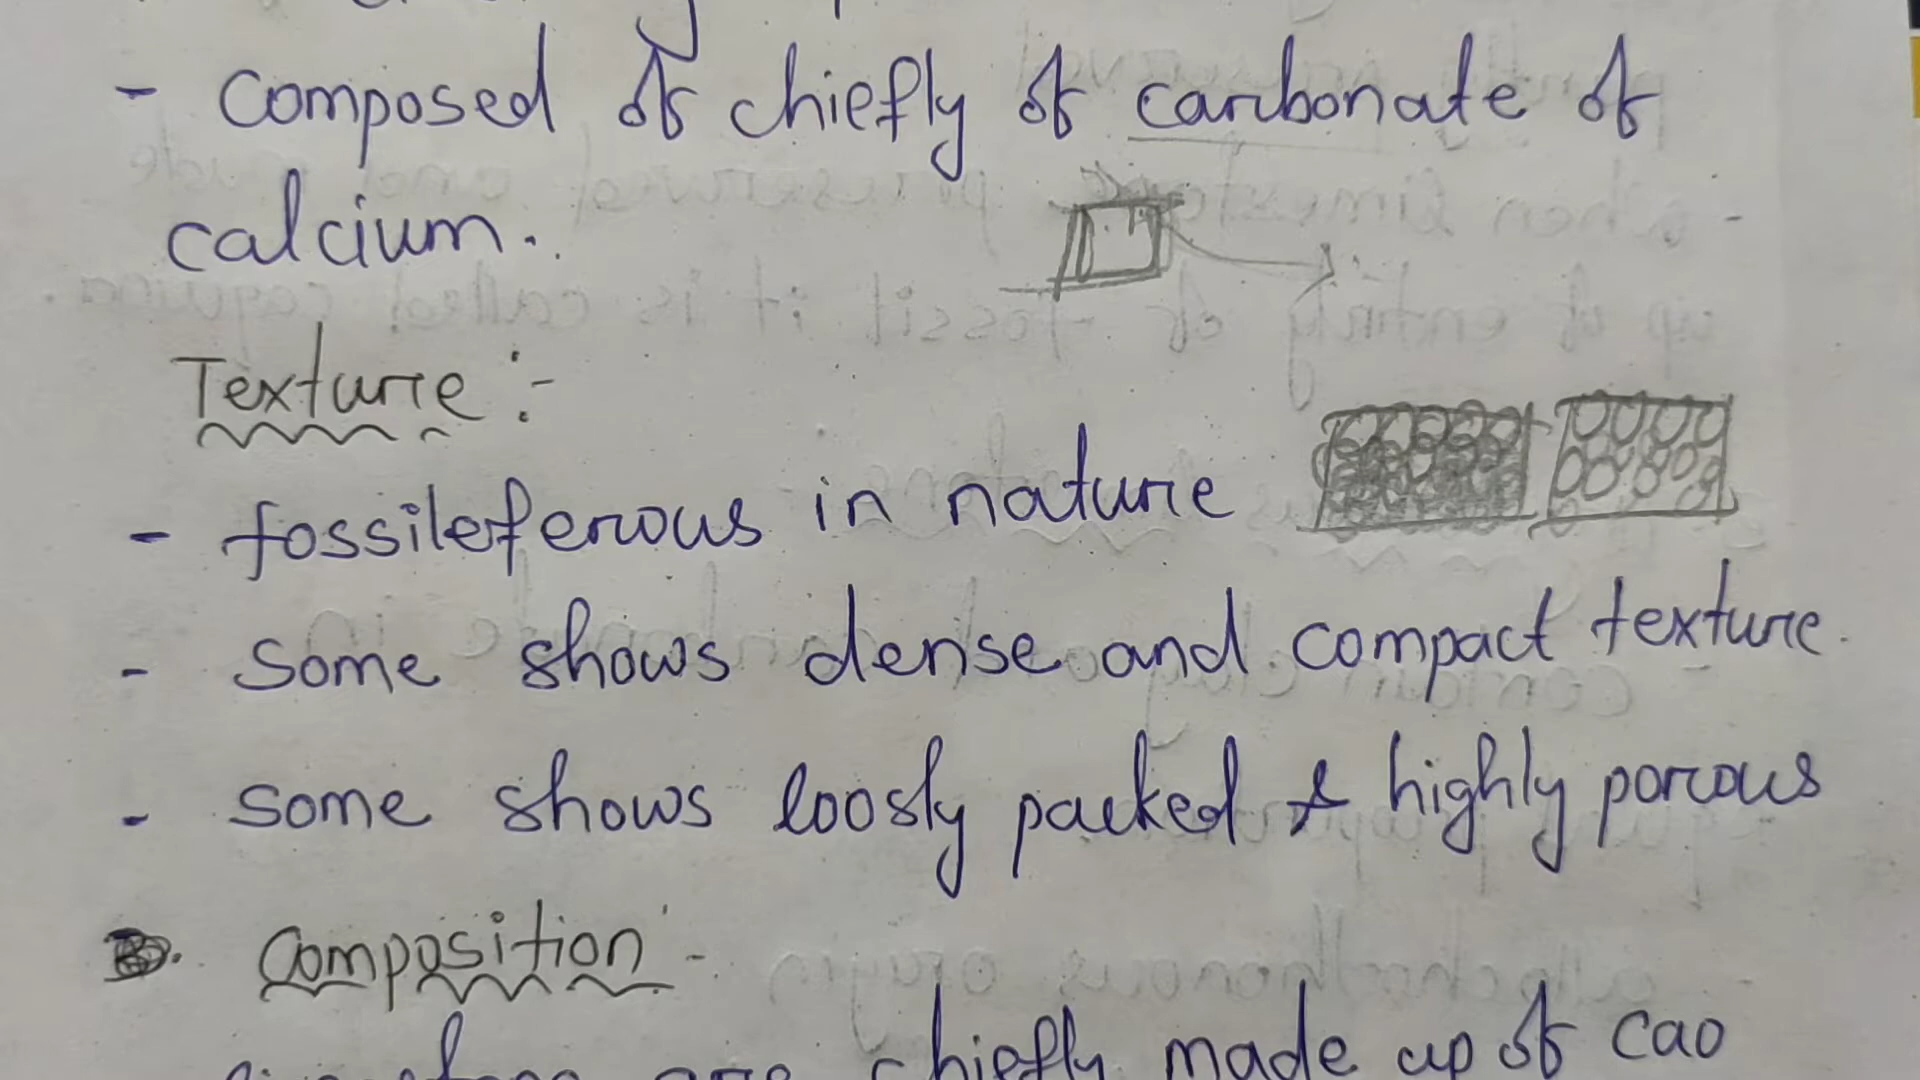 - composed of chiefly of carbonate of
calcium.
Texture :-
- fossileferous in nature
- some shows dense and compact texture.
- some shows loosly packed & highly porous
Composition :-
chiefly made up of cao